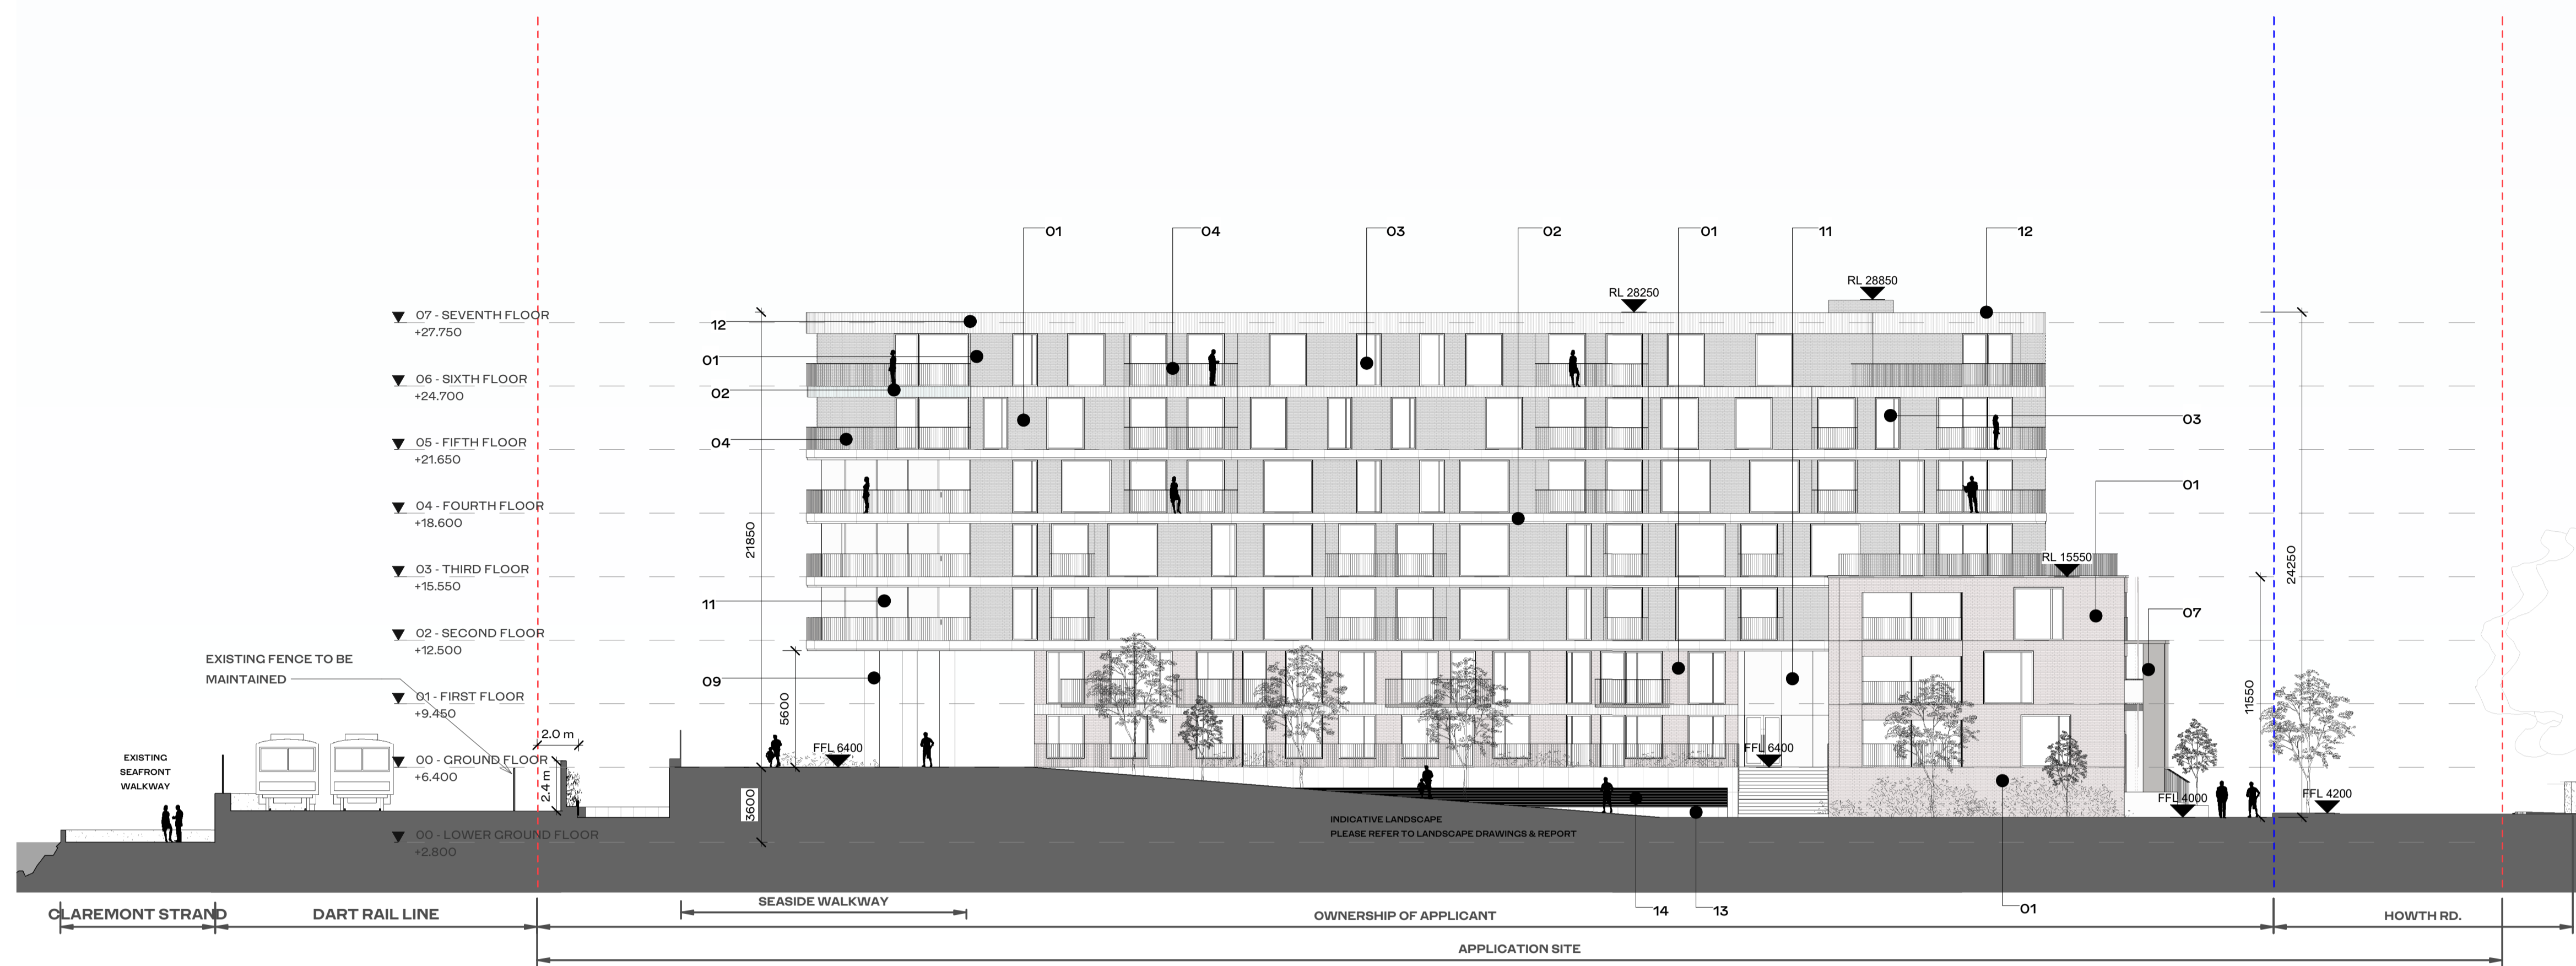 01
04
03
02
01
11
12
RL 28850
RL 28250
07 - SEVENTH FLOOR
+27.750
12
01
06 - SIXTH FLOOR
+24.700
02
03
05 - FIFTH FLOOR
+21.650
04
01
04 - FOURTH FLOOR
+18.600
21850
24250
RL 15550
03 - THIRD FLOOR
+15.550
11
07
02 - SECOND FLOOR
+12.500
EXISTING FENCE TO BE
MAINTAINED
09
01 - FIRST FLOOR
+9.450
5600
11550
2.0 m
EXISTING
SEAFRONT
WALKWAY
00 - GROUND FLOOR
+6.400
FFL 6400
FFL 6400
2.4 m
3600
FFL 4000
FFL 4200
00 - LOWER GROUND FLOOR
+2.800
INDICATIVE LANDSCAPE
PLEASE REFER TO LANDSCAPE DRAWINGS & REPORT
CLAREMONT STRAND
DART RAIL LINE
SEASIDE WALKWAY
OWNERSHIP OF APPLICANT
14
13
01
HOWTH RD.
APPLICATION SITE